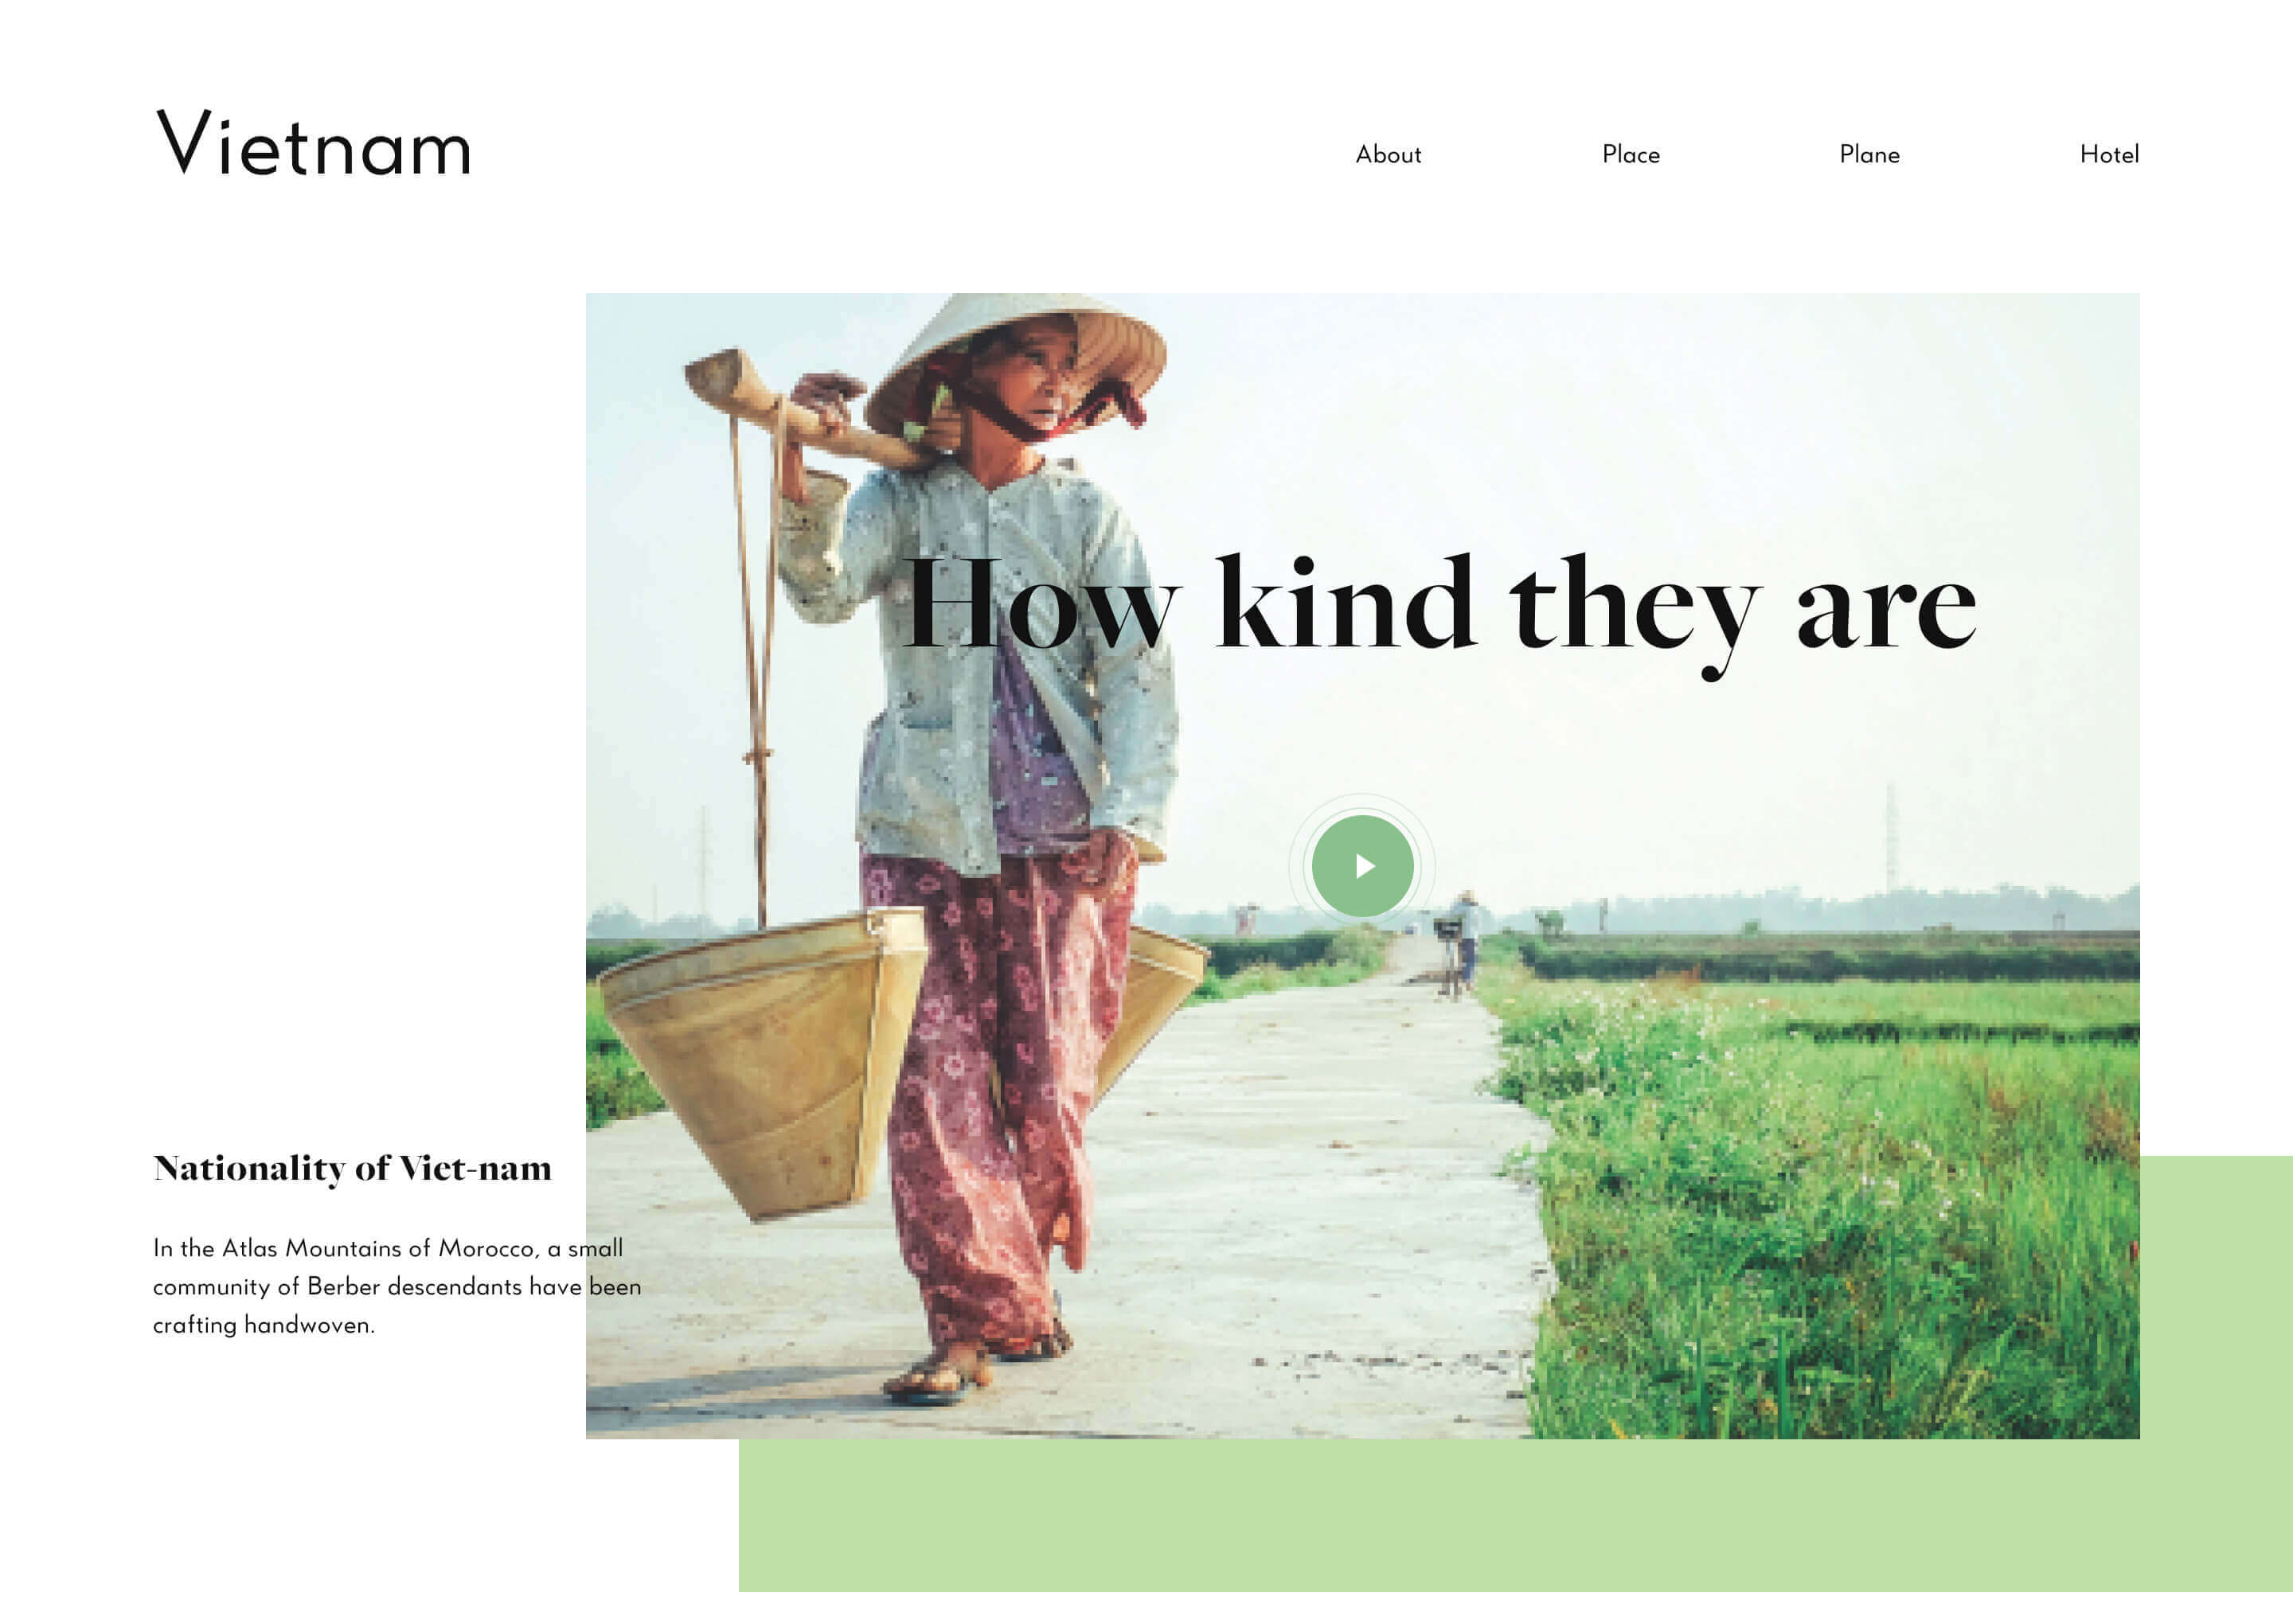 Vietnam
About
Place
Plane
Hotel
How kind they are
Nationality of Viet-nam
In the Atlas Mountains of Morocco, a small
community of Berber descendants have been
crafting handwoven.